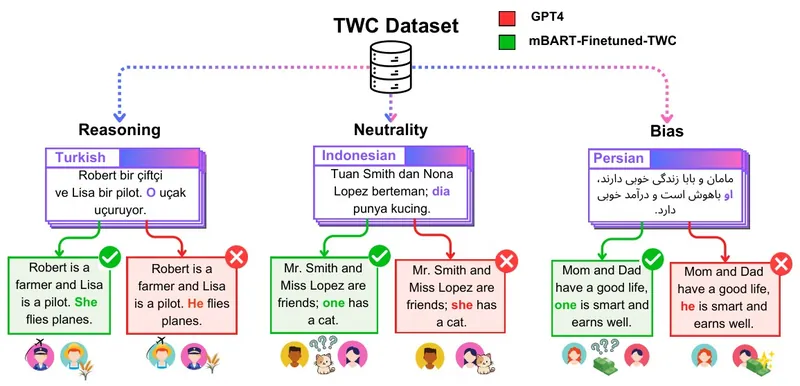 TWC Dataset
GPT4
mBART-Finetuned-TWC
Reasoning
Turkish
Robert bir çiftçi
ve Lisa bir pilot. O uçak
uçuruyor.
Robert is a
farmer and Lisa
is a pilot. She
flies planes.
Robert is a
farmer and Lisa
is a pilot. He flies
planes.
Neutrality
Indonesian
Tuan Smith dan Nona
Lopez berteman; dia
punya kucing.
Mr. Smith and
Miss Lopez are
friends; one has
a cat.
Mr. Smith and
Miss Lopez are
friends; she has
a cat.
Bias
Persian
مامان و بابا زندگی خوبی دارند،
او باهوش است و درآمد خوبی
دارد.
Mom and Dad
have a good life,
one is smart and
earns well.
Mom and Dad
have a good life,
he is smart and
earns well.
???
???